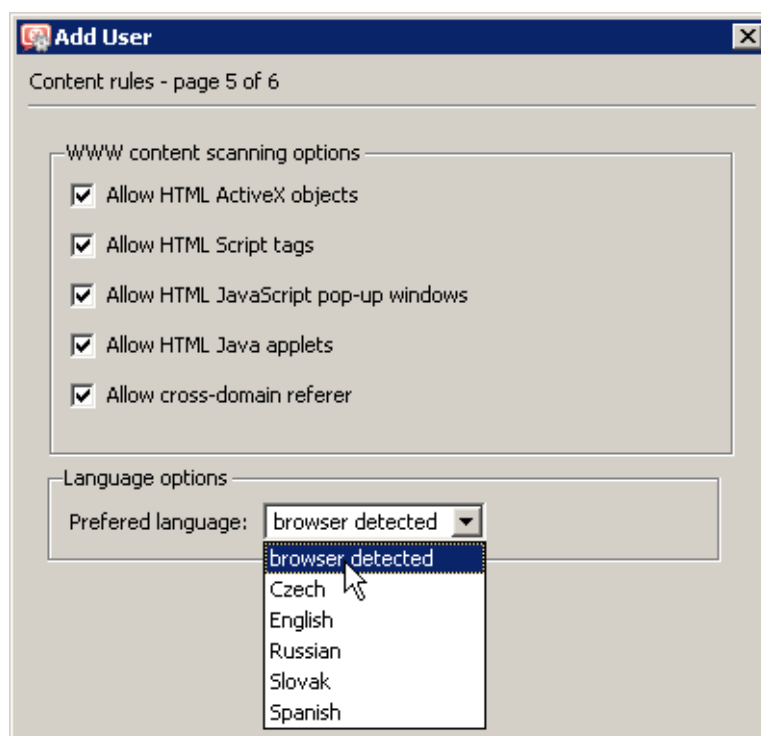 Add User
Content rules - page 5 of 6
WWW content scanning options
Allow HTML ActiveX objects
Allow HTML Script tags
Allow HTML JavaScript pop-up windows
Allow HTML Java applets
Allow cross-domain referer
Language options
Prefered language: browser detected
browser detected
Czech
English
Russian
Slovak
Spanish